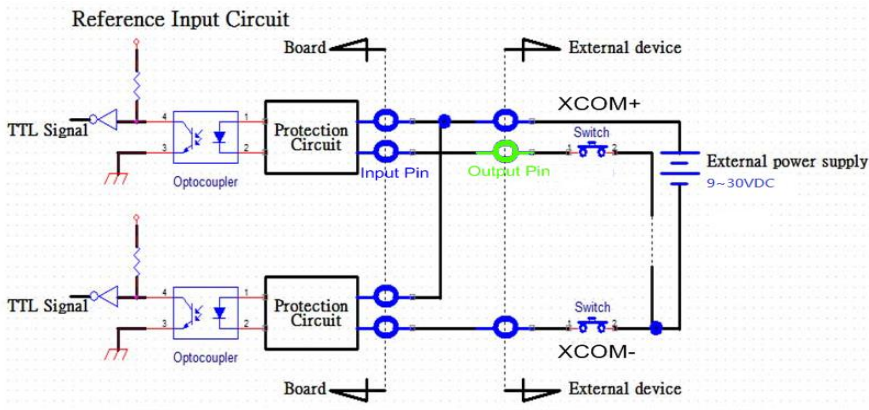 Reference Input Circuit
Board
External device
XCOM+
TTL Signal
4
1
3
2
Optocoupler
Protection
Circuit
Input Pin
Output Pin
Switch
1
2
External power supply
9~30VDC
TTL Signal
4
1
3
2
Optocoupler
Protection
Circuit
Switch
1
2
XCOM-
Board
External device